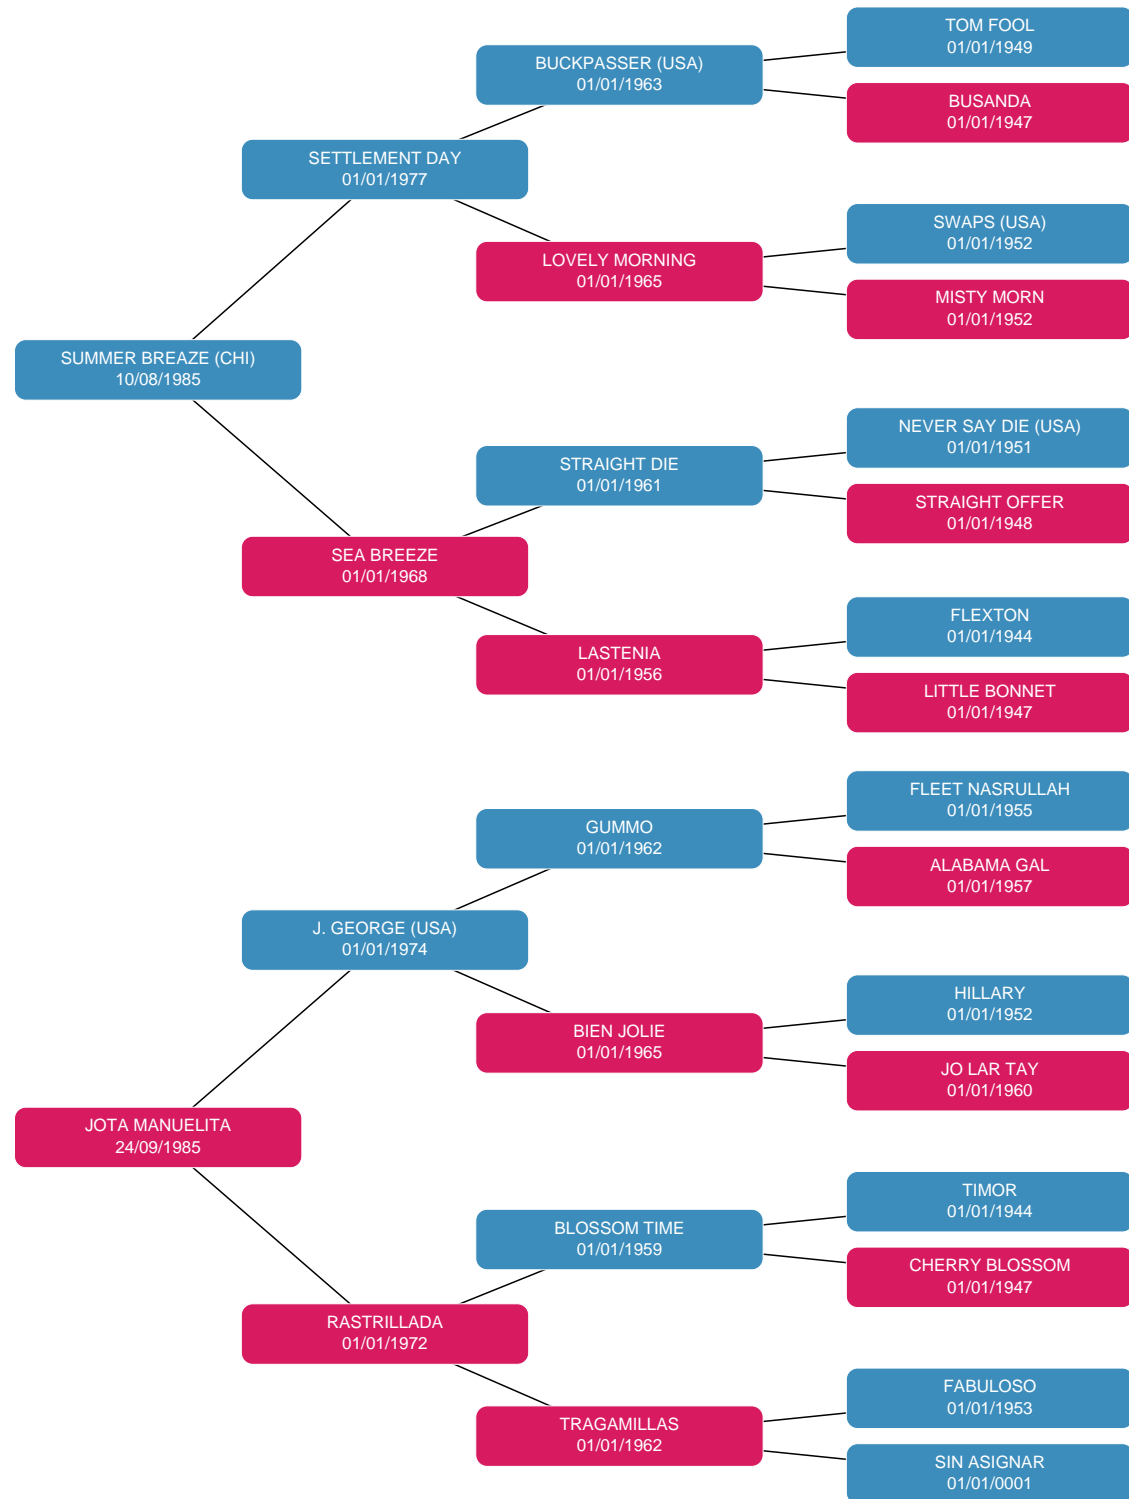 TOM FOOL
01/01/1949
BUCKPASSER (USA)
01/01/1963
BUSANDA
01/01/1947
SETTLEMENT DAY
01/01/1977
SWAPS (USA)
01/01/1952
LOVELY MORNING
01/01/1965
MISTY MORN
01/01/1952
SUMMER BREAZE (CHI)
10/08/1985
NEVER SAY DIE (USA)
01/01/1951
STRAIGHT DIE
01/01/1961
STRAIGHT OFFER
01/01/1948
SEA BREEZE
01/01/1968
FLEXTON
01/01/1944
LASTENIA
01/01/1956
LITTLE BONNET
01/01/1947
FLEET NASRULLAH
01/01/1955
GUMMO
01/01/1962
ALABAMA GAL
01/01/1957
J. GEORGE (USA)
01/01/1974
HILLARY
01/01/1952
BIEN JOLIE
01/01/1965
JO LAR TAY
01/01/1960
JOTA MANUELITA
24/09/1985
TIMOR
01/01/1944
BLOSSOM TIME
01/01/1959
CHERRY BLOSSOM
01/01/1947
RASTRILLADA
01/01/1972
FABULOSO
01/01/1953
TRAGAMILLAS
01/01/1962
SIN ASIGNAR
01/01/0001